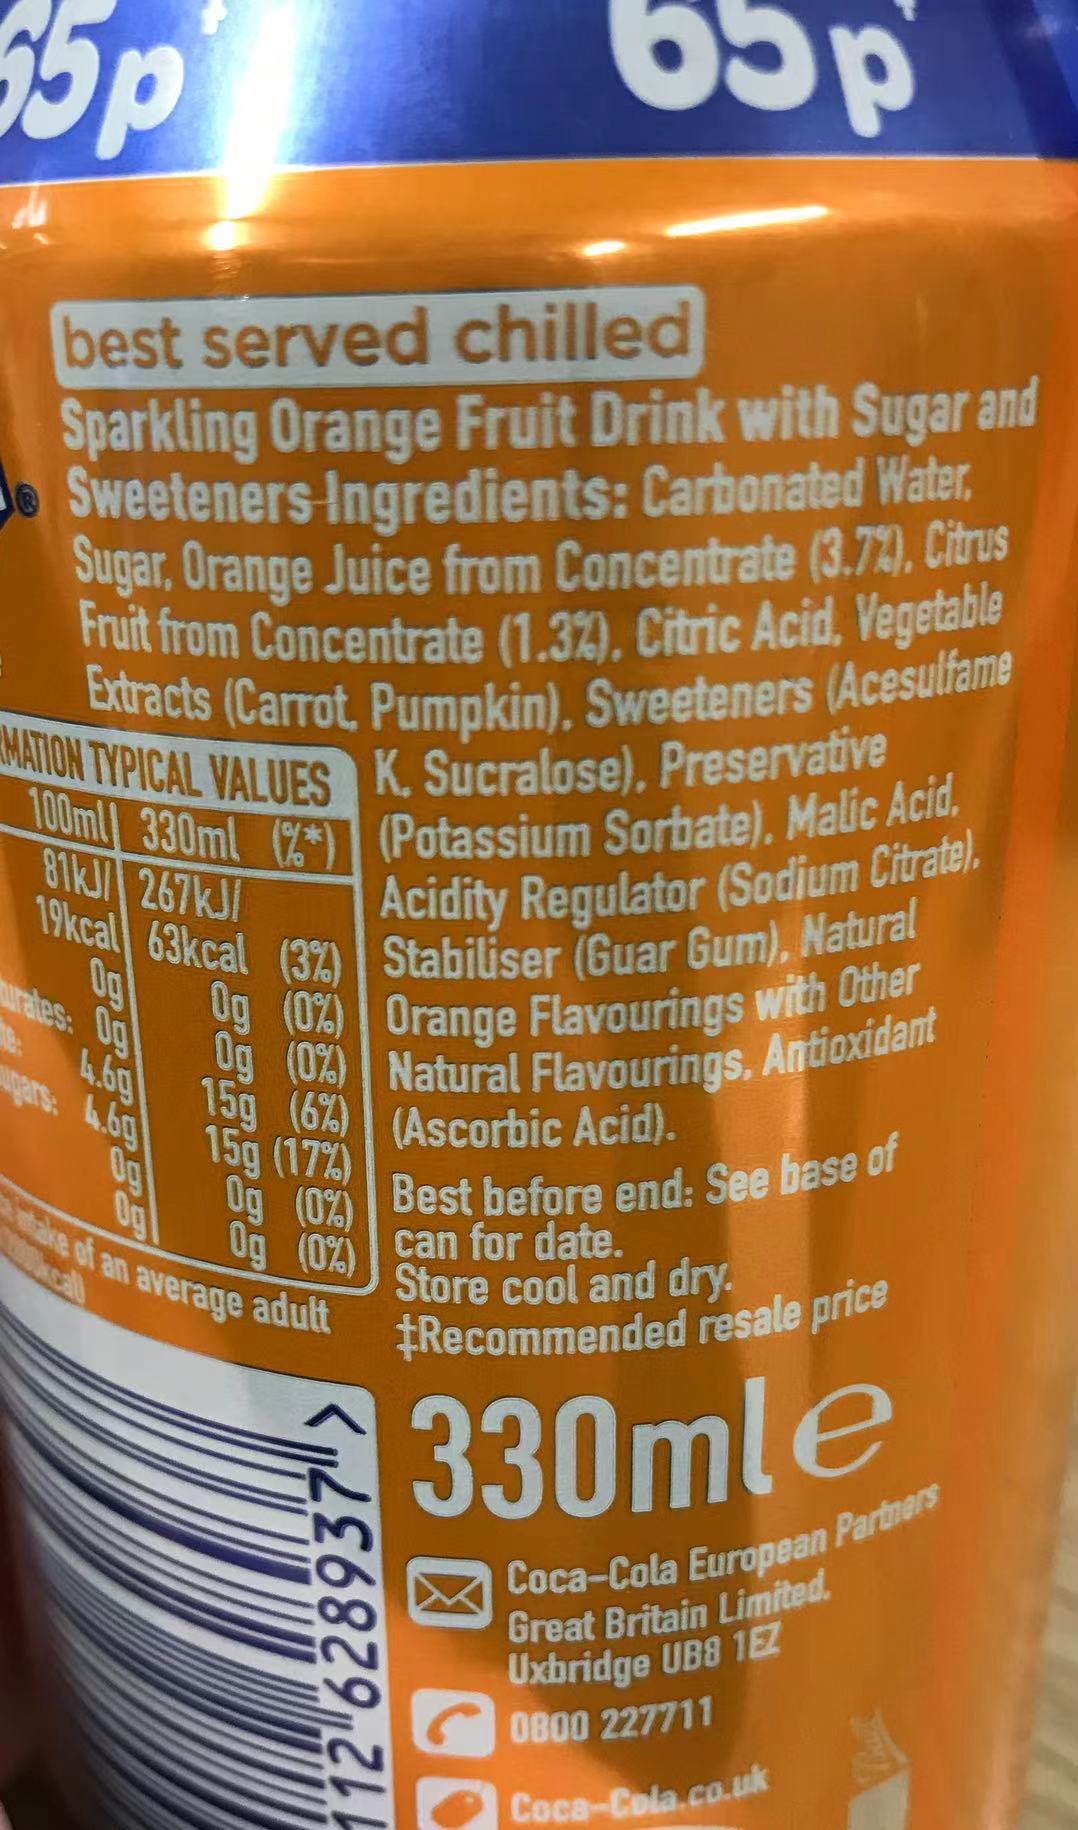 65p‡
65p‡
best served chilled
Sparkling Orange Fruit Drink with Sugar and
® Sweeteners Ingredients: Carbonated Water,
Sugar, Orange Juice from Concentrate (3.7%), Citrus
Fruit from Concentrate (1.3%), Citric Acid, Vegetable
Extracts (Carrot, Pumpkin), Sweeteners (Acesulfame
K, Sucralose), Preservative
(Potassium Sorbate), Malic Acid,
Acidity Regulator (Sodium Citrate),
Stabiliser (Guar Gum), Natural
Orange Flavourings with Other
Natural Flavourings, Antioxidant
(Ascorbic Acid).
Best before end: See base of
can for date.
Store cool and dry.
‡Recommended resale price
TYPICAL VALUES
100ml 330ml (%*)
81kJ/ 267kJ/
19kcal 63kcal (3%)
0g 0g (0%)
0g 0g (0%)
4.6g 15g (6%)
4.6g 15g (17%)
0g 0g (0%)
0g 0g (0%)
of an average adult
112"628937">
330ml e
Coca-Cola European Partners
Great Britain Limited,
Uxbridge UB8 1EZ
0800 227711
Coca-Cola.co.uk